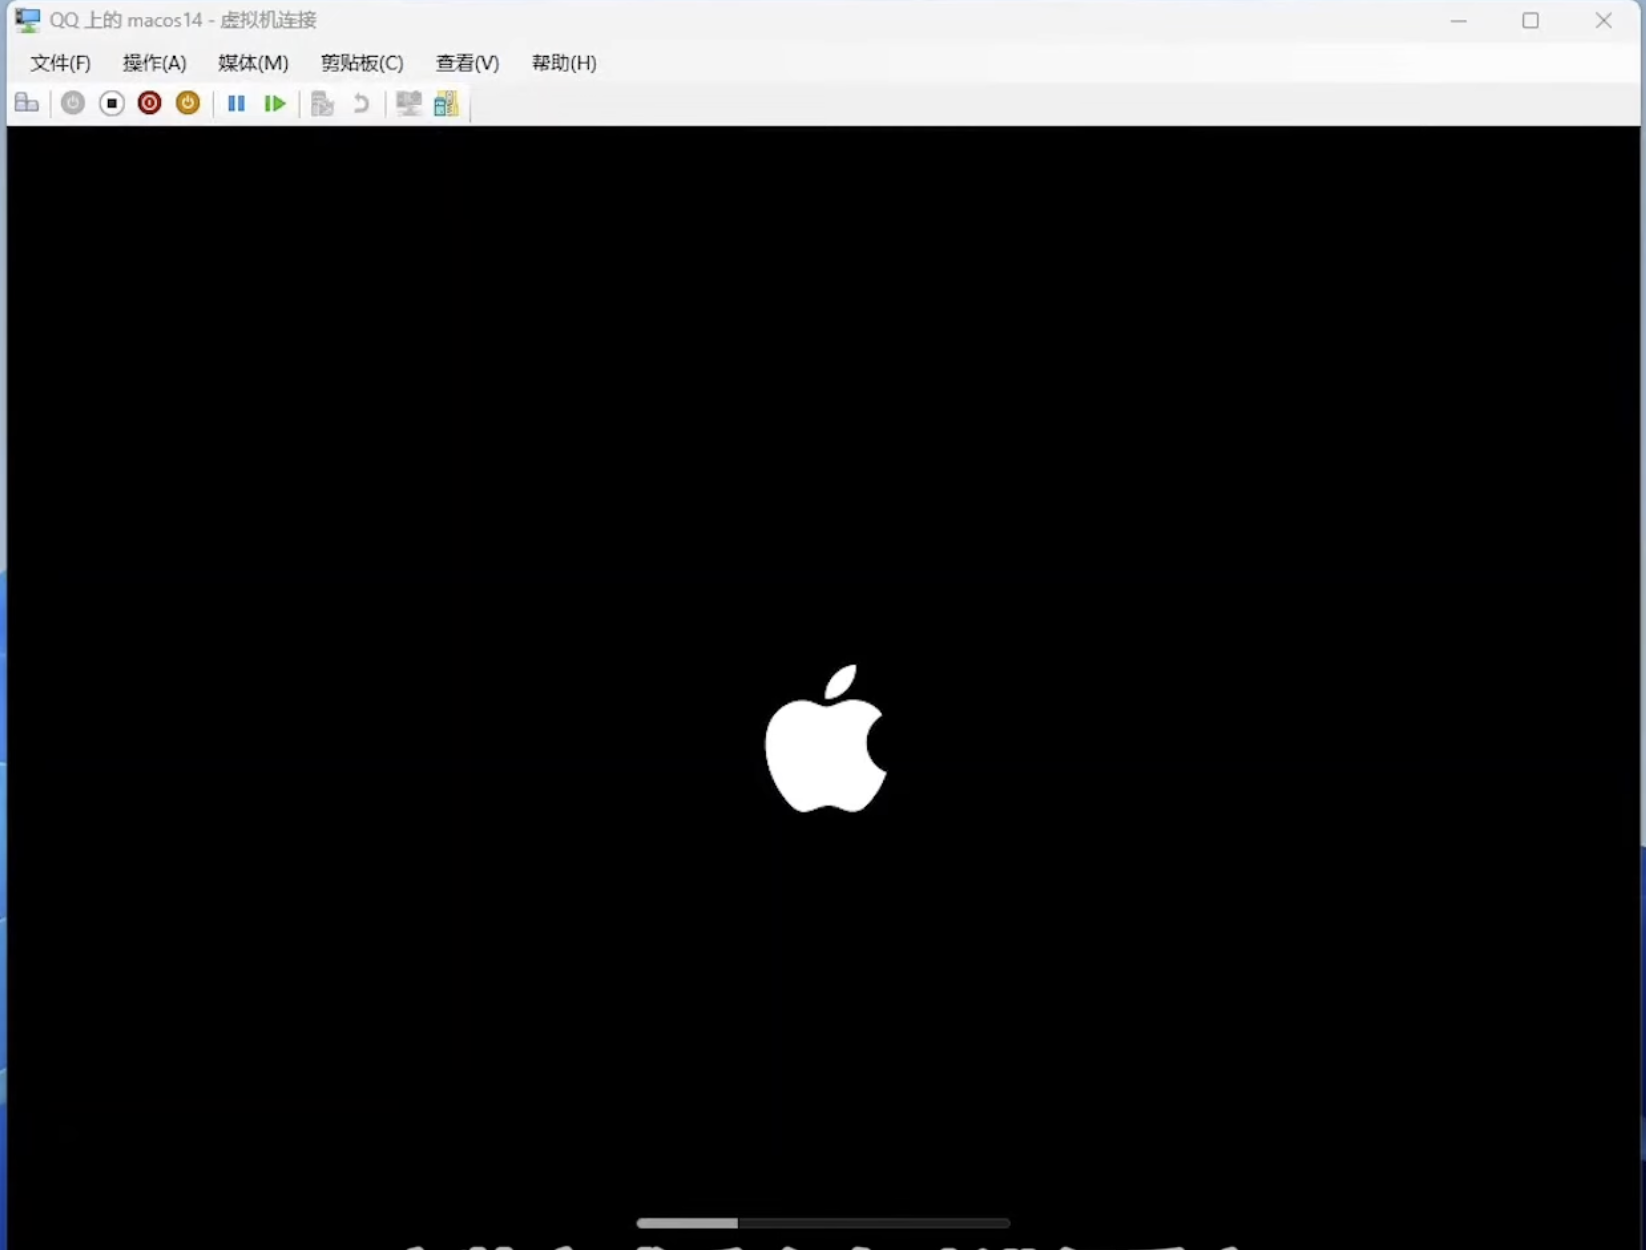 QQ 上的 macos14 - 虚拟机连接
文件(F) 操作(A) 媒体(M) 剪贴板(C) 查看(V) 帮助(H)